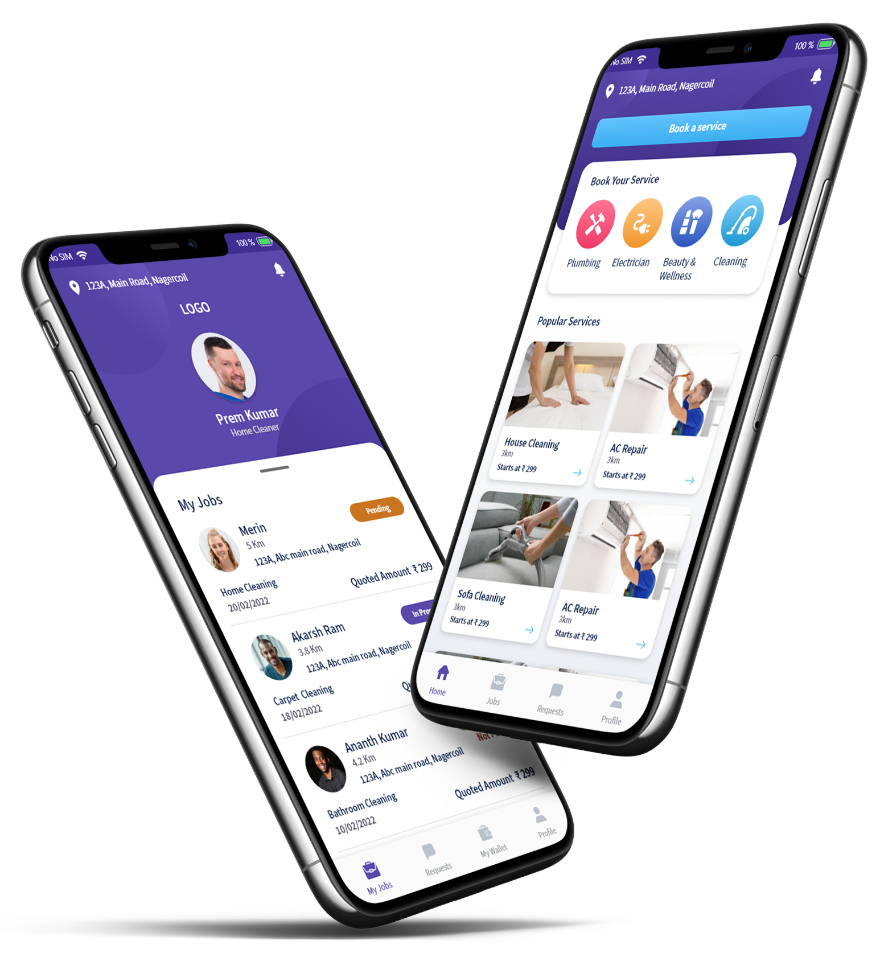 No SIM
100 %
123A, Main Road, Nagercoil
LOGO
Prem Kumar
Home Cleaner
My Jobs
Merin
Pending
5 Km
123A, Abc main road, Nagercoil
Home Cleaning
Quoted Amount ₹ 299
20/02/2022
Akarsh Ram
In Pro
3.8 Km
123A, Abc main road, Nagercoil
Carpet Cleaning
18/02/2022
Ananth Kumar
Not
4.2 Km
123A, Abc main road, Nagercoil
Bathroom Cleaning
Quoted Amount ₹ 299
10/02/2022
My Jobs
Requests
My Wallet
Profile
No SIM
100 %
123A, Main Road, Nagercoil
Book a service
Book Your Service
Plumbing
Electrician
Beauty &
Wellness
Cleaning
Popular Services
House Cleaning
3km
Starts at ₹ 299
AC Repair
3km
Starts at ₹ 299
Sofa Cleaning
3km
Starts at ₹ 299
AC Repair
3km
Starts at ₹ 299
Home
Jobs
Requests
Profile